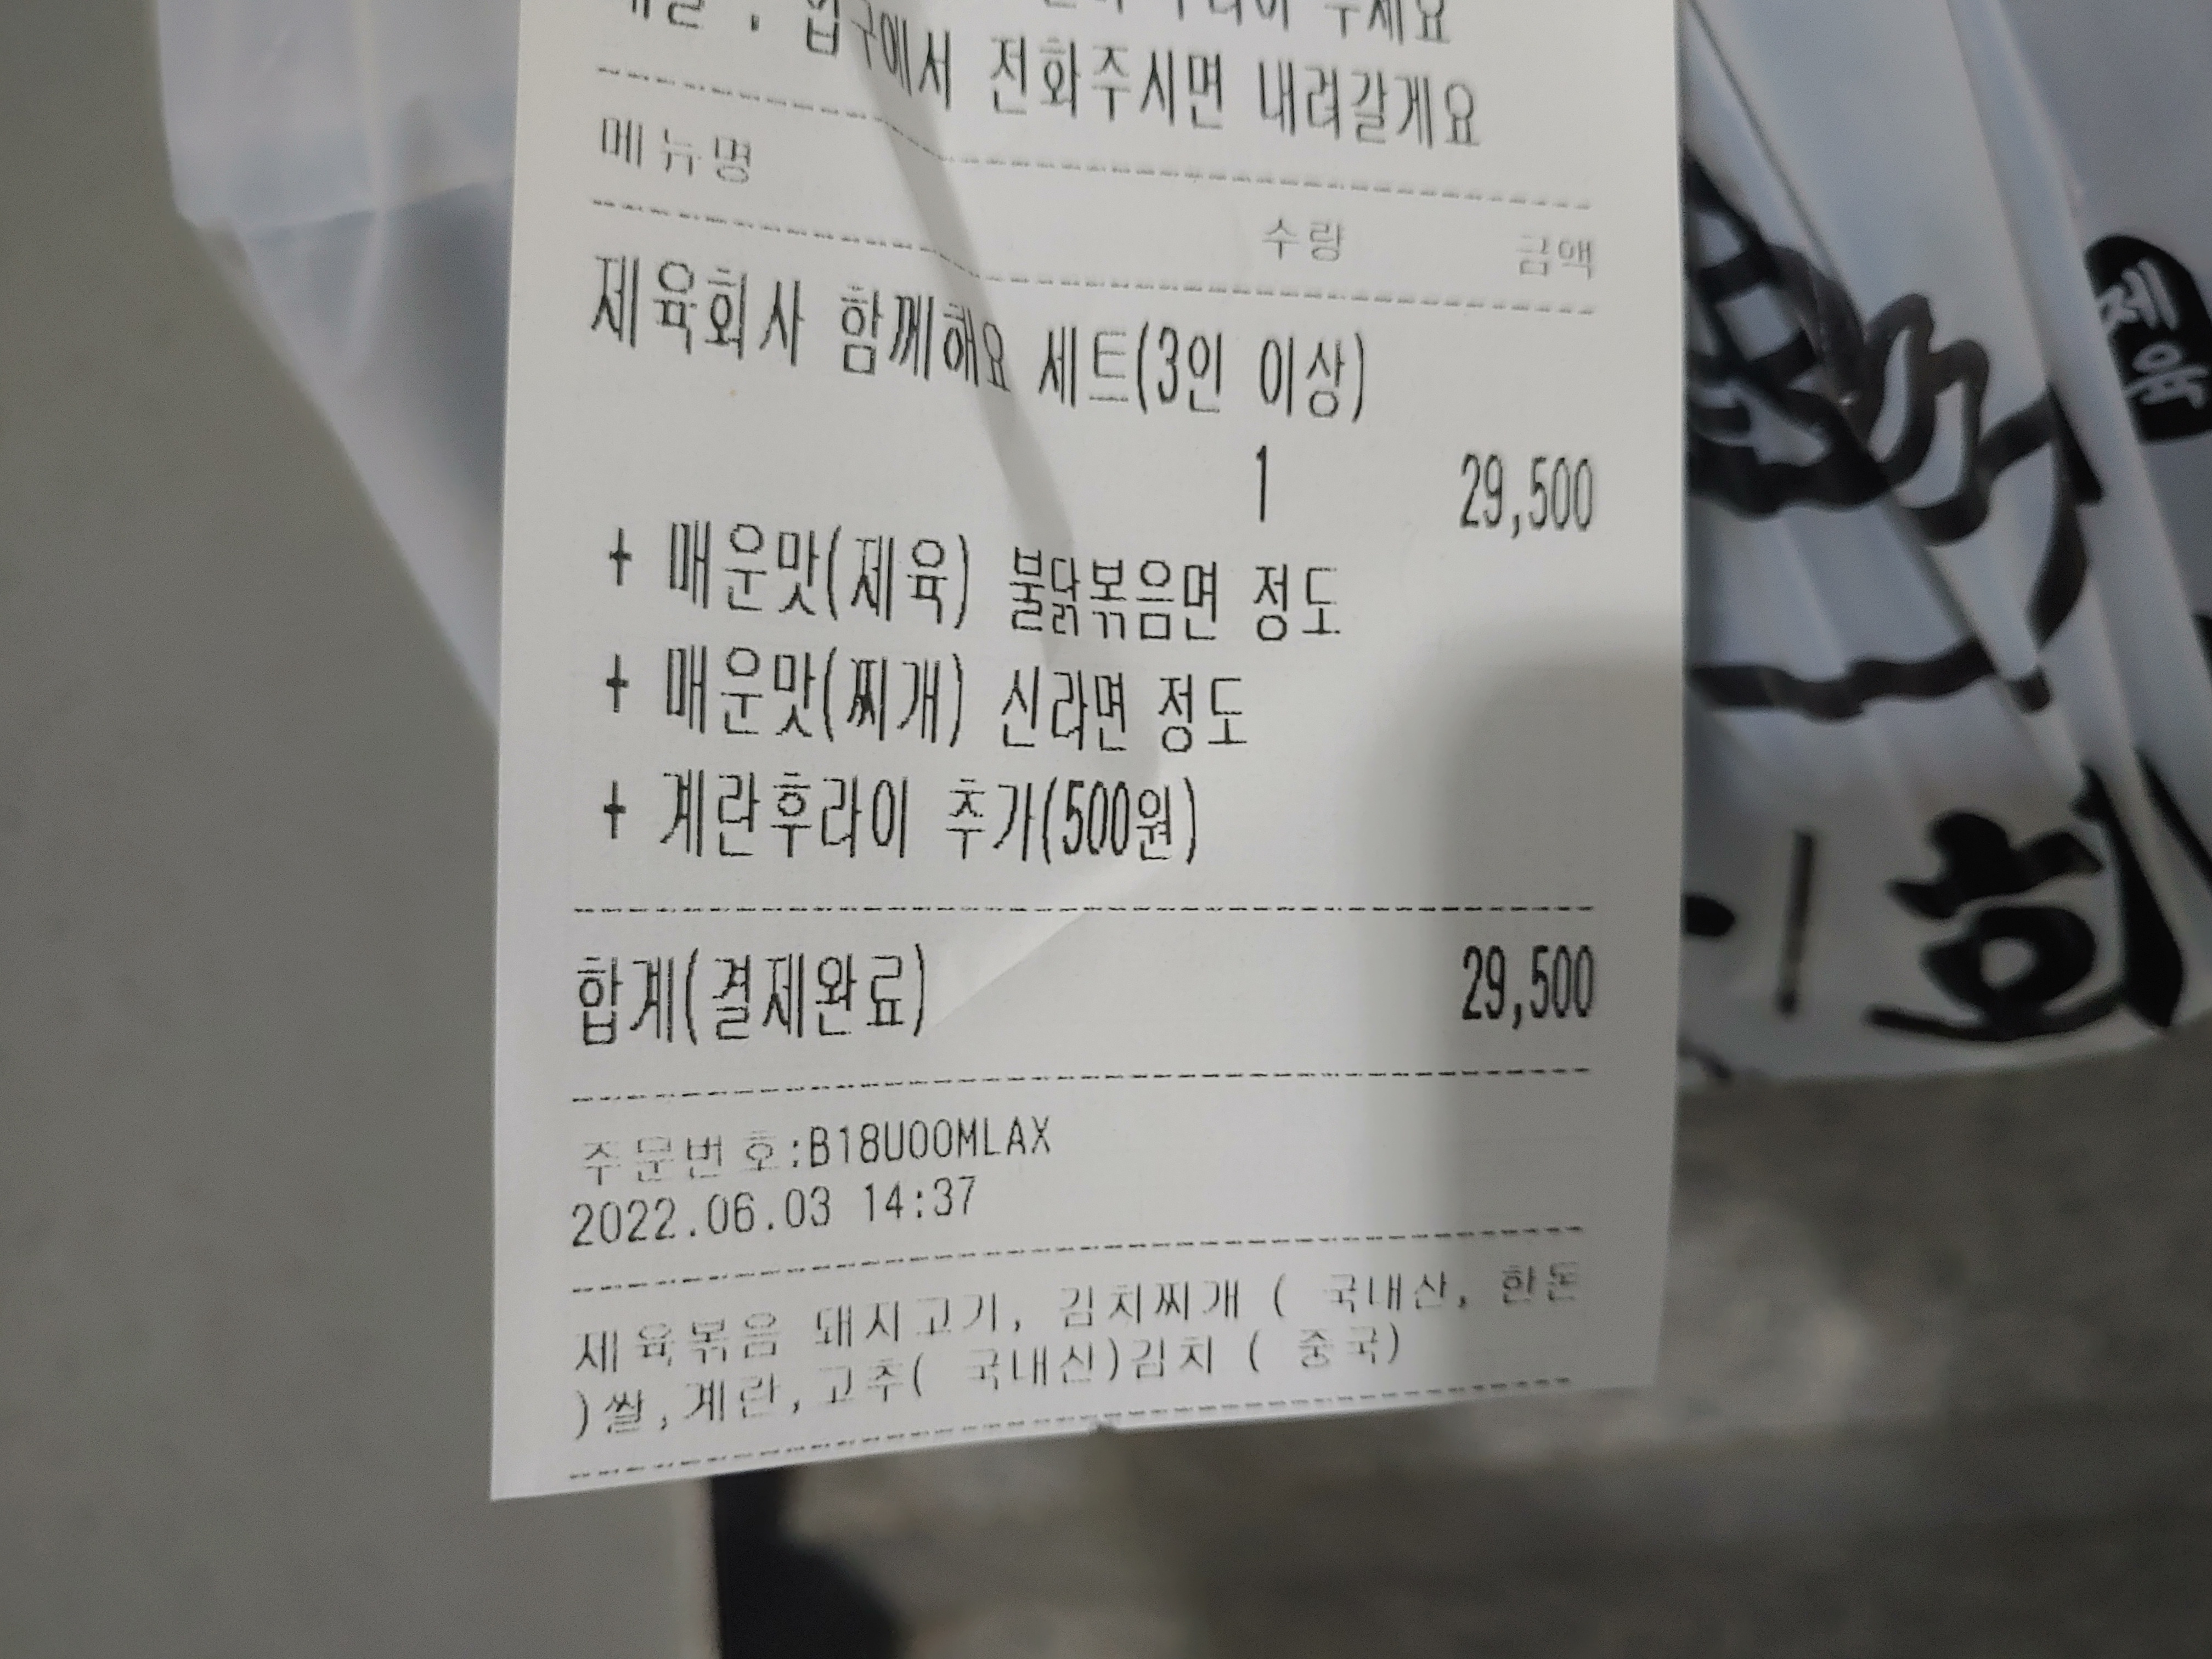 입구에서 전화주시면 내려갈게요
메뉴명 수량 금액
제육회사 함께해요 세트(3인 이상)
1 29,500
+ 매운맛(제육) 불닭볶음면 정도
+ 매운맛(찌개) 신라면 정도
+ 계란후라이 추가(500원)
합계(결제완료) 29,500
주문번호:B18U00MLAX
2022.06.03 14:37
제육볶음 돼지고기, 김치찌개 ( 국내산, 한돈
)쌀,계란,고추( 국내산)김치 ( 중국)
제육
회